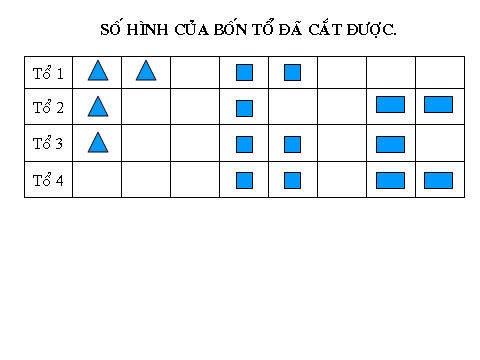 SỐ HÌNH CỦA BỐN TỔ ĐÃ CẮT ĐƯỢC.
Tổ 1
Tổ 2
Tổ 3
Tổ 4